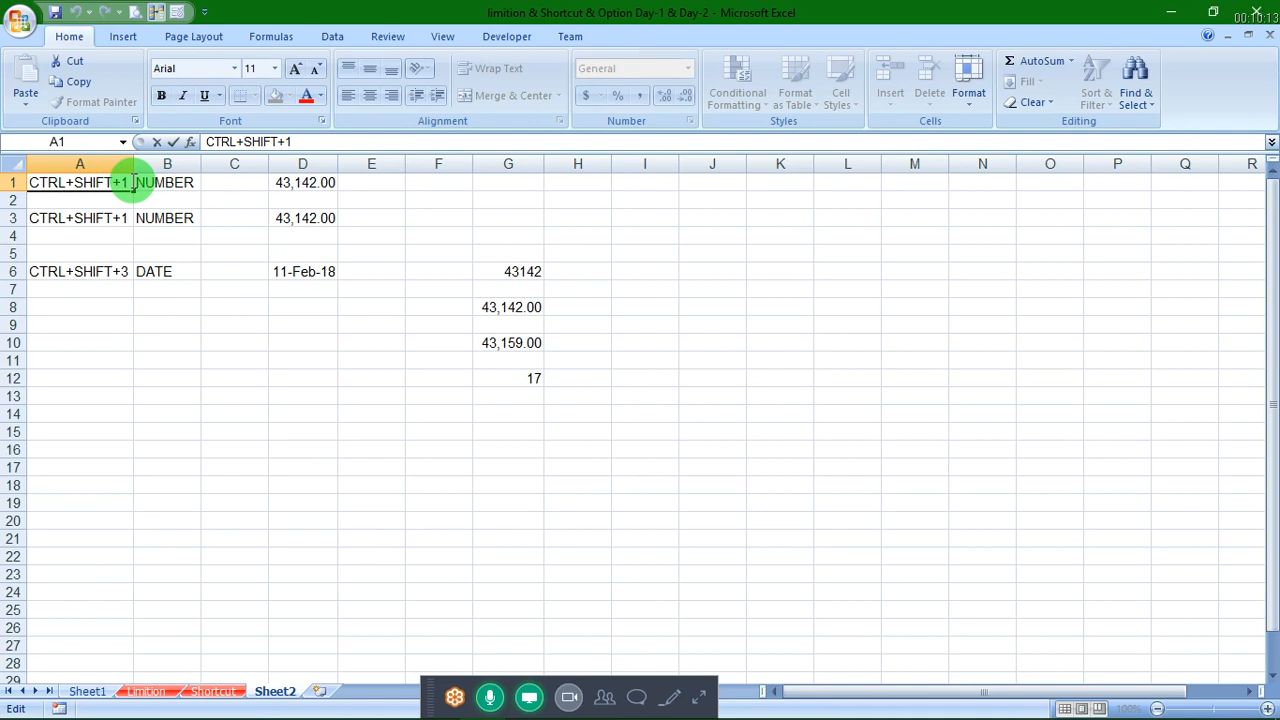 limition & Shortcut & Option Day-1 & Day-2 - Microsoft Excel
00:10:13
Home Insert Page Layout Formulas Data Review View Developer Team
Paste
Cut
Copy
Format Painter
Clipboard
Arial 11
B I U A
Font
Wrap Text
Merge & Center
Alignment
General
$ % ,
Number
Conditional Formatting
Format as Table
Cell Styles
Styles
Insert Delete Format
Cells
Σ AutoSum
Fill
Clear
Sort & Filter
Find & Select
Editing
A1 fx CTRL+SHIFT+1
A B C D E F G H I J K L M N O P Q R
1 CTRL+SHIFT+1 NUMBER 43,142.00
2
3 CTRL+SHIFT+1 NUMBER 43,142.00
4
5
6 CTRL+SHIFT+3 DATE 11-Feb-18 43142
7
8 43,142.00
9
10 43,159.00
11
12 17
13
14
15
16
17
18
19
20
21
22
23
24
25
26
27
28
Sheet1 Limition Shortcut Sheet2
Edit
100%